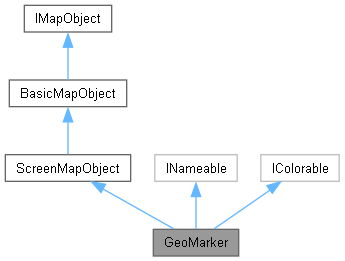 IMapObject
BasicMapObject
ScreenMapObject
INameable
IColorable
GeoMarker